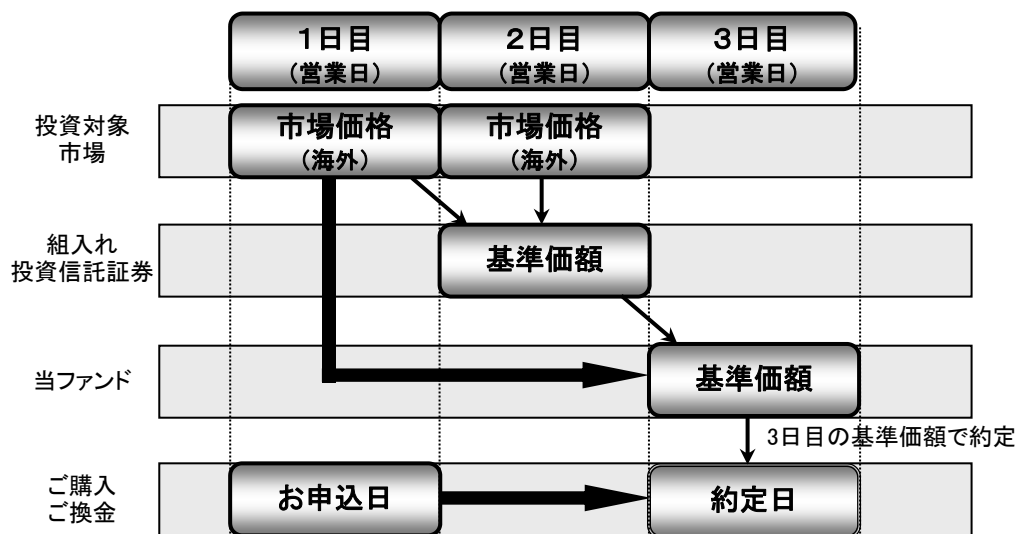 1日目
(営業日)
2日目
(営業日)
3日目
(営業日)
投資対象
市場
市場価格
(海外)
市場価格
(海外)
組入れ
投資信託証券
基準価額
当ファンド
基準価額
3日目の基準価額で約定
ご購入
ご換金
お申込日
約定日